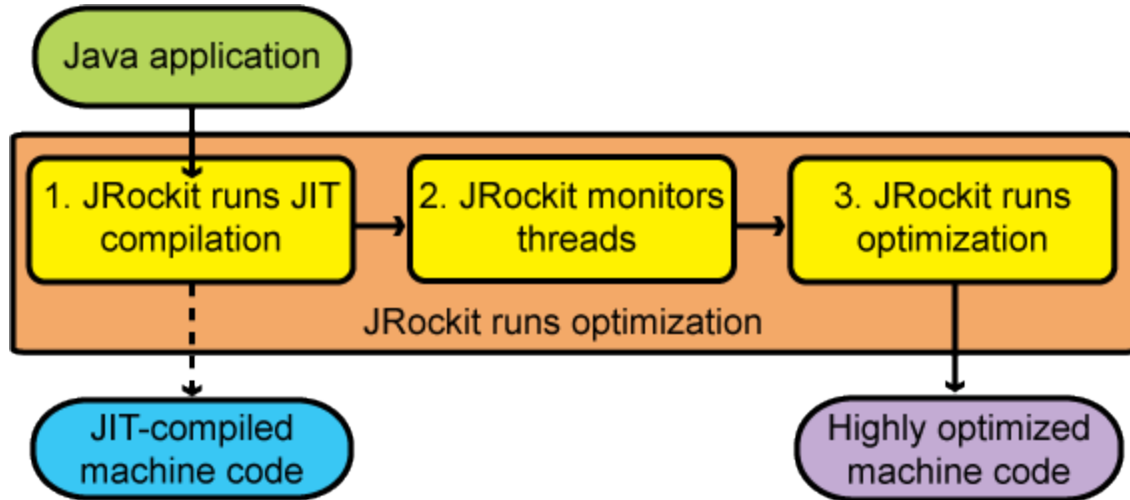 Java application
1. JRockit runs JIT
compilation
2. JRockit monitors
threads
3. JRockit runs
optimization
JRockit runs optimization
JIT-compiled
machine code
Highly optimized
machine code